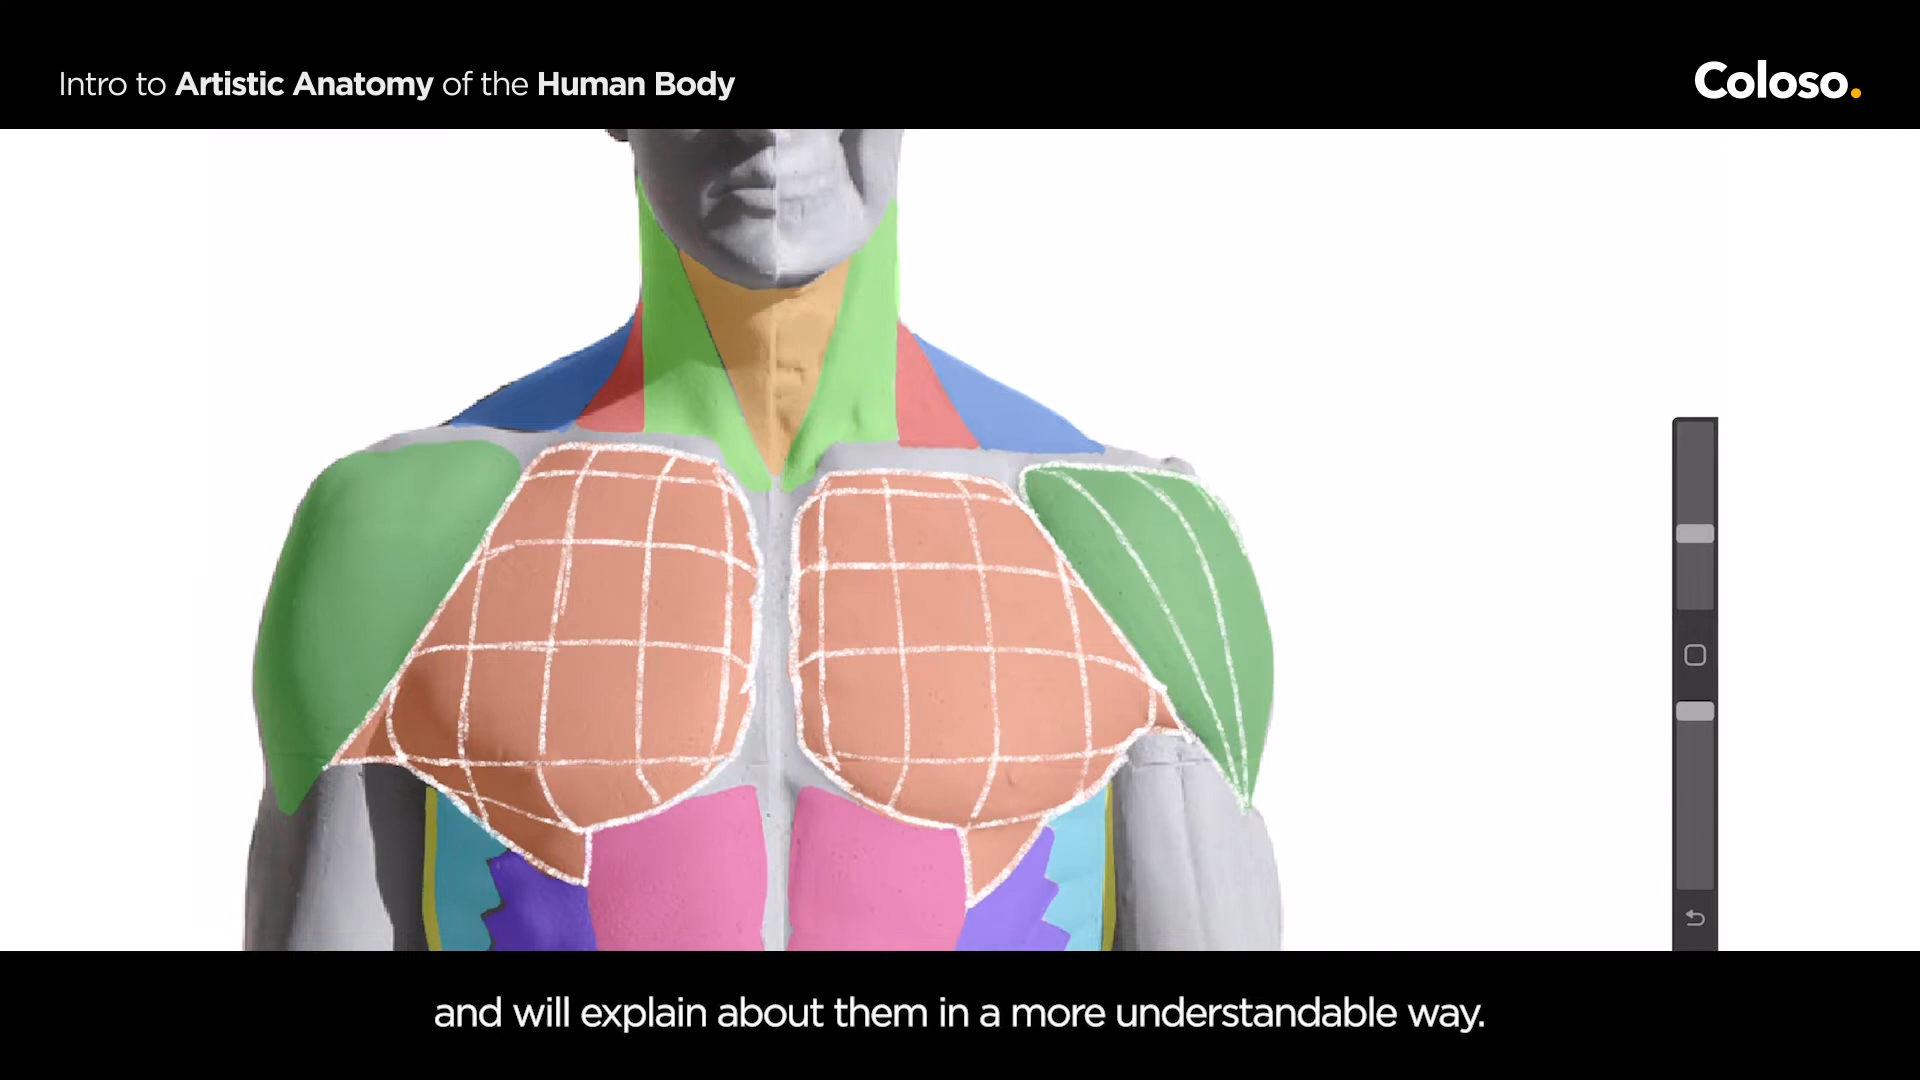 Intro to Artistic Anatomy of the Human Body
Coloso.
and will explain about them in a more understandable way.